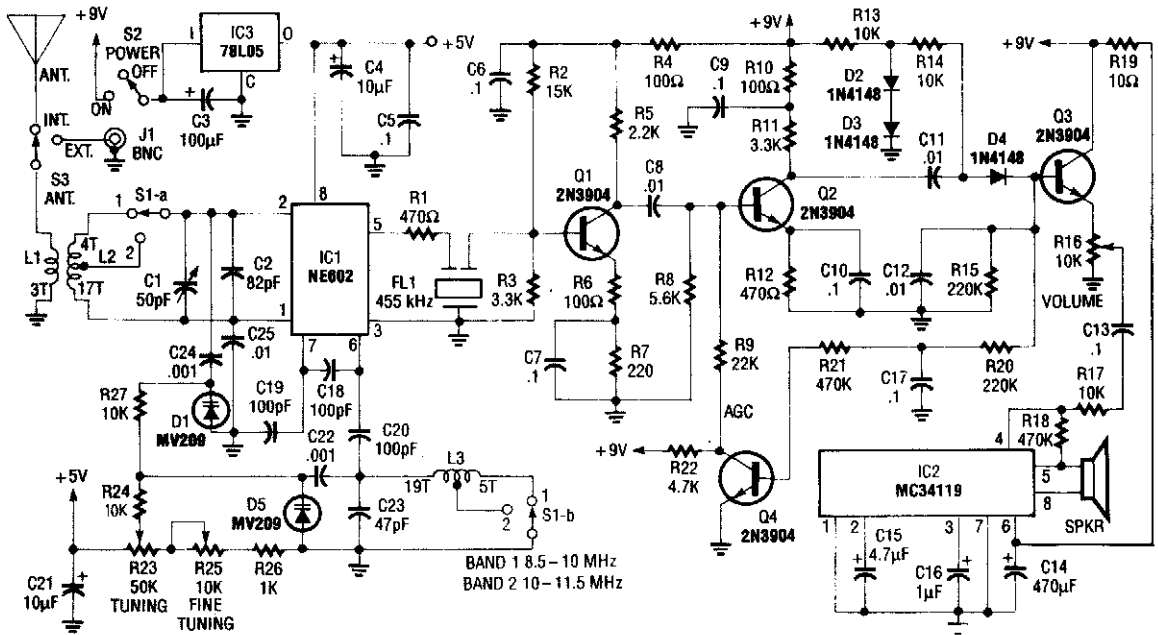 +9V
S2
POWER
OFF
ON
I
IC3
78L05
O
C
C3
100µF
ANT.
INT.
EXT.
J1
BNC
S3
ANT.
C4
10µF
+5V
C5
.1
C6
.1
R2
15K
R4
100Ω
R5
2.2K
C9
.1
+9V
R10
100Ω
R11
3.3K
R13
10K
D2
1N4148
D3
1N4148
R14
10K
+9V
R19
10Ω
Q3
2N3904
C11
.01
D4
1N4148
1
S1-a
2
L1
3T
4T
L2
17T
C1
50pF
C2
82pF
2
8
5
IC1
NE602
1
7
6
3
R1
470Ω
FL1
455 kHz
R3
3.3K
Q1
2N3904
C8
.01
R6
100Ω
R7
220
C7
.1
R8
5.6K
Q2
2N3904
R12
470Ω
C10
.1
C12
.01
R15
220K
R16
10K
VOLUME
C13
.1
C24
.001
C25
.01
R27
10K
D1
MV209
C19
100pF
C18
100pF
C20
100pF
R9
22K
AGC
R21
470K
C17
.1
R20
220K
R17
10K
R18
470K
+5V
R24
10K
C22
.001
D5
MV209
C23
47pF
L3
19T
5T
1
2
S1-b
+9V
R22
4.7K
Q4
2N3904
4
IC2
MC34119
5
8
SPKR
1
2
3
7
6
C21
10µF
R23
50K
TUNING
R25
10K
FINE
TUNING
R26
1K
BAND 1 8.5–10 MHz
BAND 2 10–11.5 MHz
C15
4.7µF
C16
1µF
C14
470µF